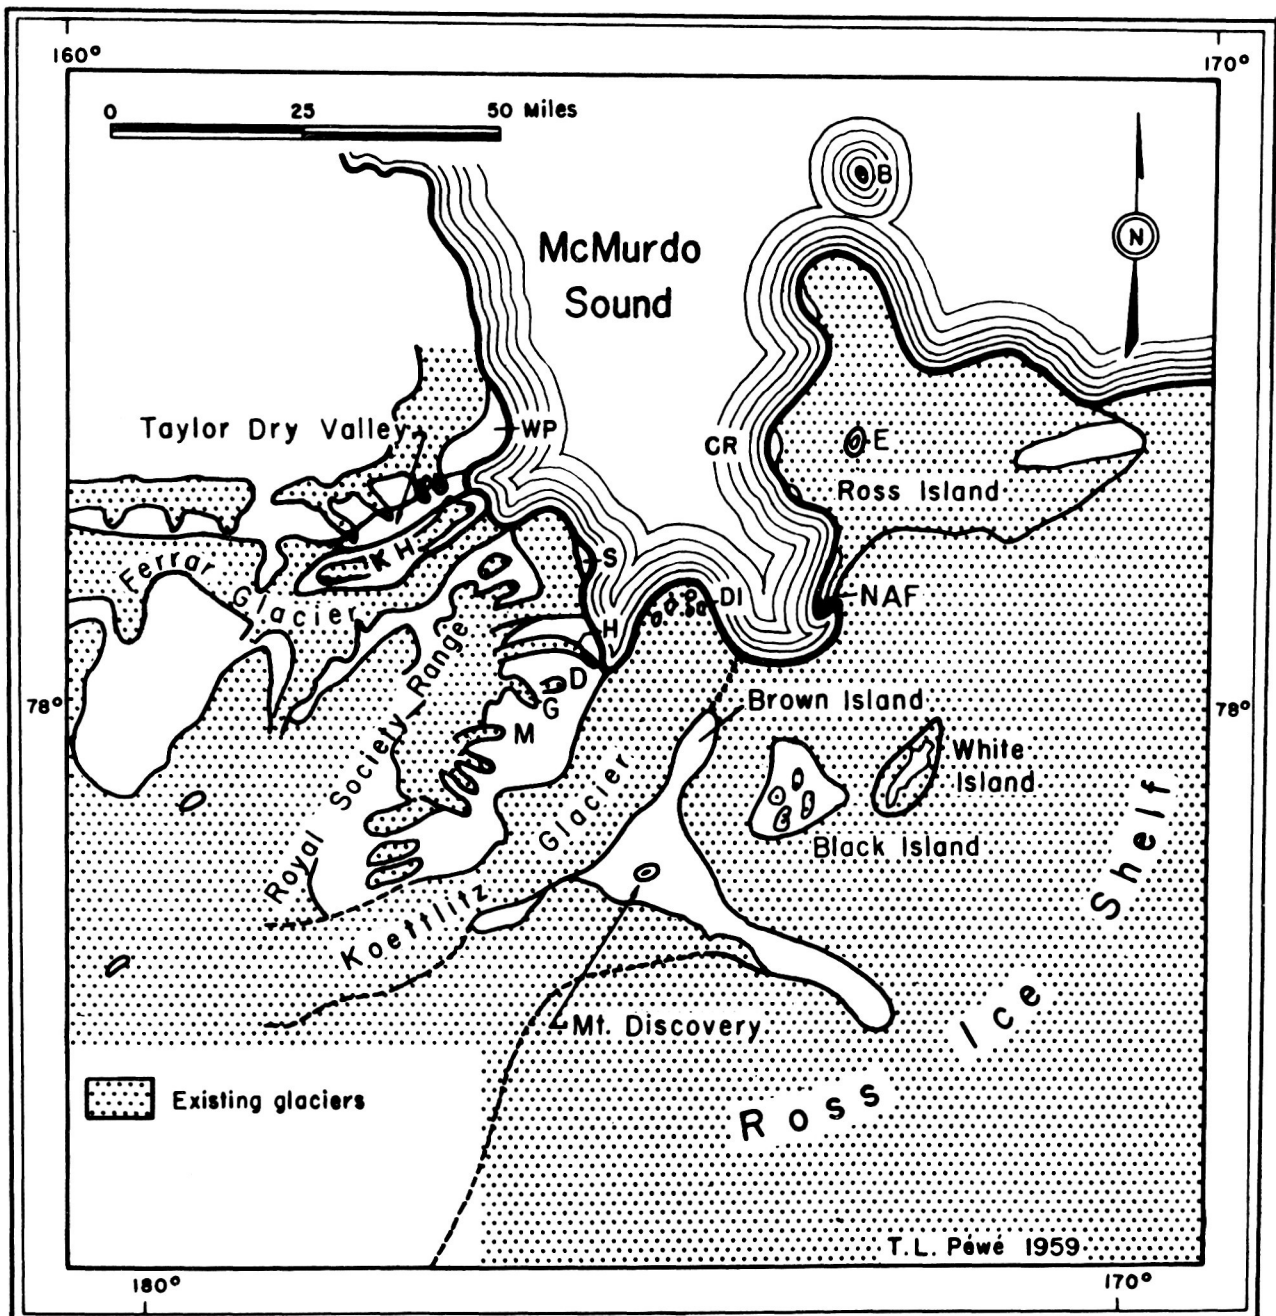 160°
170°
0 25 50 Miles
B
N
McMurdo
Sound
Taylor Dry Valley
WP
CR
E
Ross Island
K H
S
Ferrar
Glacier
DI
NAF
H
D
G
M
78°
78°
Brown Island
White
Island
Black Island
Royal Society Range
Koettlitz Glacier
Mt. Discovery
Ross Ice Shelf
Existing glaciers
T.L. Péwé 1959
180°
170°